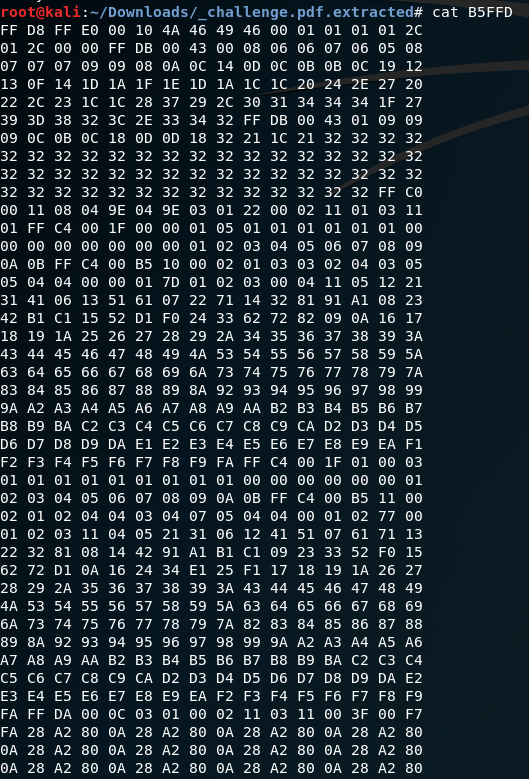 root@kali:~/Downloads/_challenge.pdf.extracted# cat B5FFD
FF D8 FF E0 00 10 4A 46 49 46 00 01 01 01 01 2C
01 2C 00 00 FF DB 00 43 00 08 06 06 07 06 05 08
07 07 07 09 09 08 0A 0C 14 0D 0C 0B 0B 0C 19 12
13 0F 14 1D 1A 1F 1E 1D 1A 1C 1C 20 24 2E 27 20
22 2C 23 1C 1C 28 37 29 2C 30 31 34 34 34 1F 27
39 3D 38 32 3C 2E 33 34 32 FF DB 00 43 01 09 09
09 0C 0B 0C 18 0D 0D 18 32 21 1C 21 32 32 32 32
32 32 32 32 32 32 32 32 32 32 32 32 32 32 32 32
32 32 32 32 32 32 32 32 32 32 32 32 32 32 32 32
32 32 32 32 32 32 32 32 32 32 32 32 32 32 FF C0
00 11 08 04 9E 04 9E 03 01 22 00 02 11 01 03 11
01 FF C4 00 1F 00 00 01 05 01 01 01 01 01 01 00
00 00 00 00 00 00 00 01 02 03 04 05 06 07 08 09
0A 0B FF C4 00 B5 10 00 02 01 03 03 02 04 03 05
05 04 04 00 00 01 7D 01 02 03 00 04 11 05 12 21
31 41 06 13 51 61 07 22 71 14 32 81 91 A1 08 23
42 B1 C1 15 52 D1 F0 24 33 62 72 82 09 0A 16 17
18 19 1A 25 26 27 28 29 2A 34 35 36 37 38 39 3A
43 44 45 46 47 48 49 4A 53 54 55 56 57 58 59 5A
63 64 65 66 67 68 69 6A 73 74 75 76 77 78 79 7A
83 84 85 86 87 88 89 8A 92 93 94 95 96 97 98 99
9A A2 A3 A4 A5 A6 A7 A8 A9 AA B2 B3 B4 B5 B6 B7
B8 B9 BA C2 C3 C4 C5 C6 C7 C8 C9 CA D2 D3 D4 D5
D6 D7 D8 D9 DA E1 E2 E3 E4 E5 E6 E7 E8 E9 EA F1
F2 F3 F4 F5 F6 F7 F8 F9 FA FF C4 00 1F 01 00 03
01 01 01 01 01 01 01 01 01 00 00 00 00 00 00 01
02 03 04 05 06 07 08 09 0A 0B FF C4 00 B5 11 00
02 01 02 04 04 03 04 07 05 04 04 00 01 02 77 00
01 02 03 11 04 05 21 31 06 12 41 51 07 61 71 13
22 32 81 08 14 42 91 A1 B1 C1 09 23 33 52 F0 15
62 72 D1 0A 16 24 34 E1 25 F1 17 18 19 1A 26 27
28 29 2A 35 36 37 38 39 3A 43 44 45 46 47 48 49
4A 53 54 55 56 57 58 59 5A 63 64 65 66 67 68 69
6A 73 74 75 76 77 78 79 7A 82 83 84 85 86 87 88
89 8A 92 93 94 95 96 97 98 99 9A A2 A3 A4 A5 A6
A7 A8 A9 AA B2 B3 B4 B5 B6 B7 B8 B9 BA C2 C3 C4
C5 C6 C7 C8 C9 CA D2 D3 D4 D5 D6 D7 D8 D9 DA E2
E3 E4 E5 E6 E7 E8 E9 EA F2 F3 F4 F5 F6 F7 F8 F9
FA FF DA 00 0C 03 01 00 02 11 03 11 00 3F 00 F7
FA 28 A2 80 0A 28 A2 80 0A 28 A2 80 0A 28 A2 80
0A 28 A2 80 0A 28 A2 80 0A 28 A2 80 0A 28 A2 80
0A 28 A2 80 0A 28 A2 80 0A 28 A2 80 0A 28 A2 80